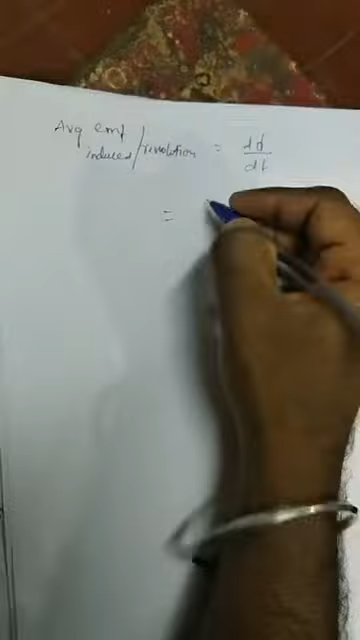 Avg emf
induced/revolution = dϕ
dt
=